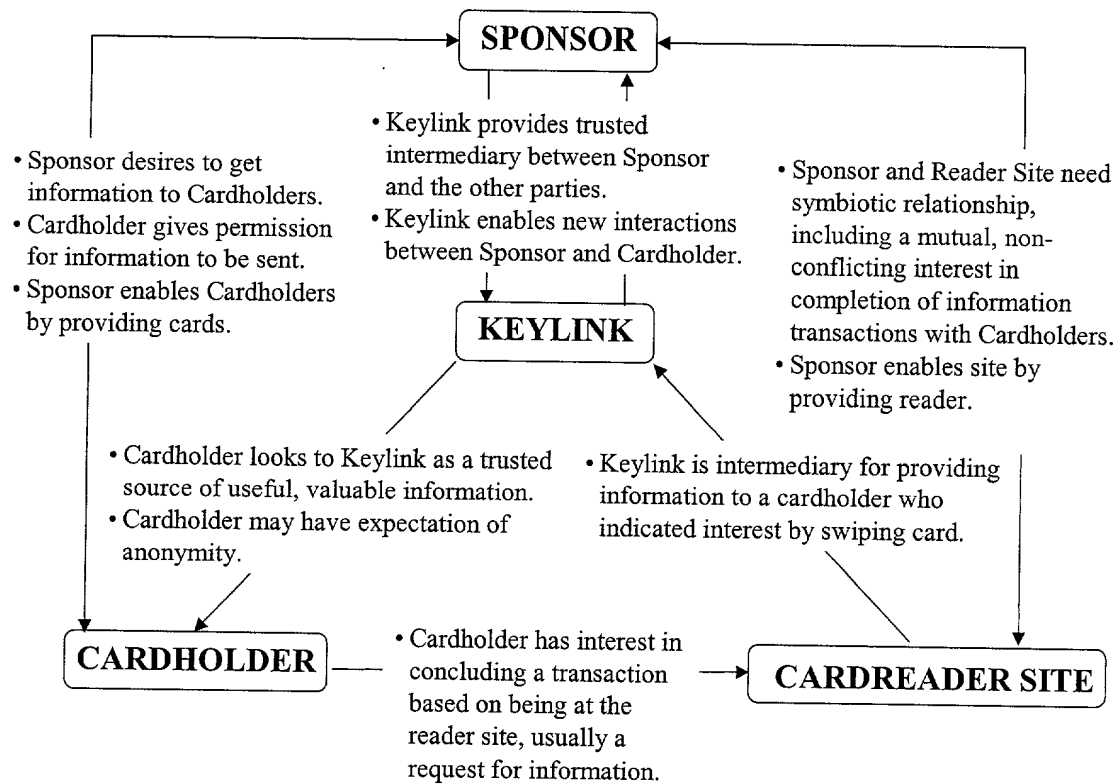 SPONSOR
• Keylink provides trusted
intermediary between Sponsor
and the other parties.
• Keylink enables new interactions
between Sponsor and Cardholder.
• Sponsor desires to get
information to Cardholders.
• Cardholder gives permission
for information to be sent.
• Sponsor enables Cardholders
by providing cards.
• Sponsor and Reader Site need
symbiotic relationship,
including a mutual, non-
conflicting interest in
completion of information
transactions with Cardholders.
• Sponsor enables site by
providing reader.
KEYLINK
• Cardholder looks to Keylink as a trusted
source of useful, valuable information.
• Cardholder may have expectation of
anonymity.
• Keylink is intermediary for providing
information to a cardholder who
indicated interest by swiping card.
CARDHOLDER
• Cardholder has interest in
concluding a transaction
based on being at the
reader site, usually a
request for information.
CARDREADER SITE